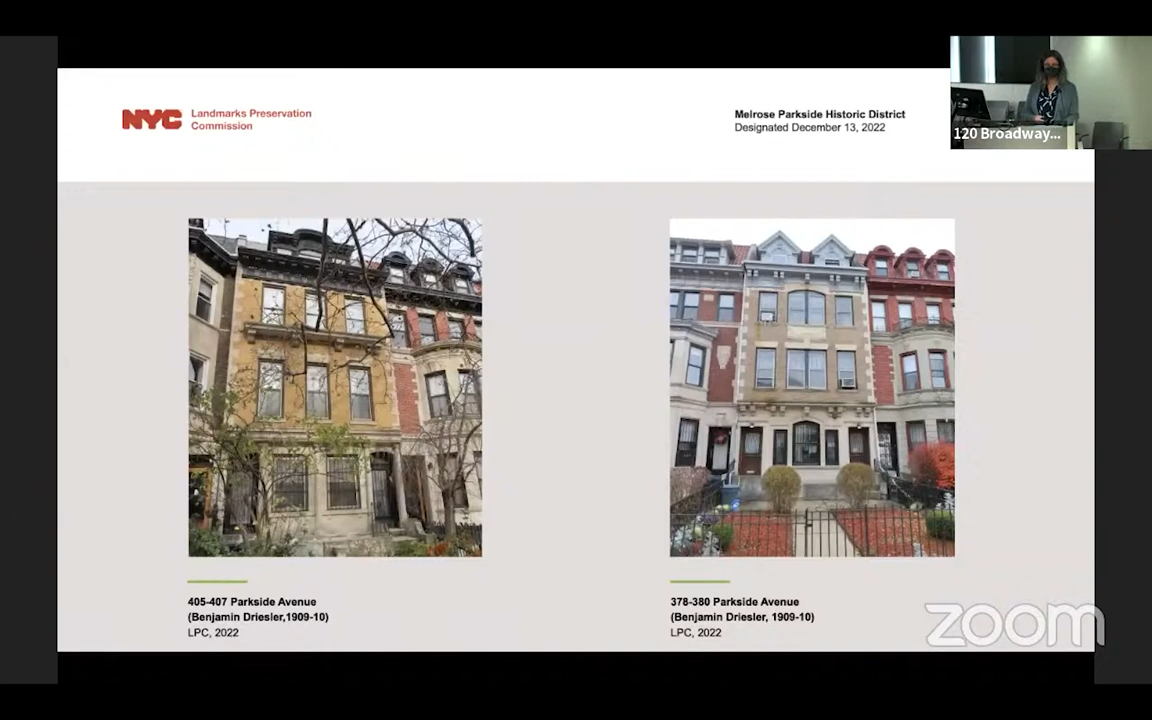 NYC
Landmarks Preservation
Commission
Melrose Parkside Historic District
Designated December 13, 2022
120 Broadway...
405-407 Parkside Avenue
(Benjamin Driesler,1909-10)
LPC, 2022
378-380 Parkside Avenue
(Benjamin Driesler, 1909-10)
LPC, 2022
zoom